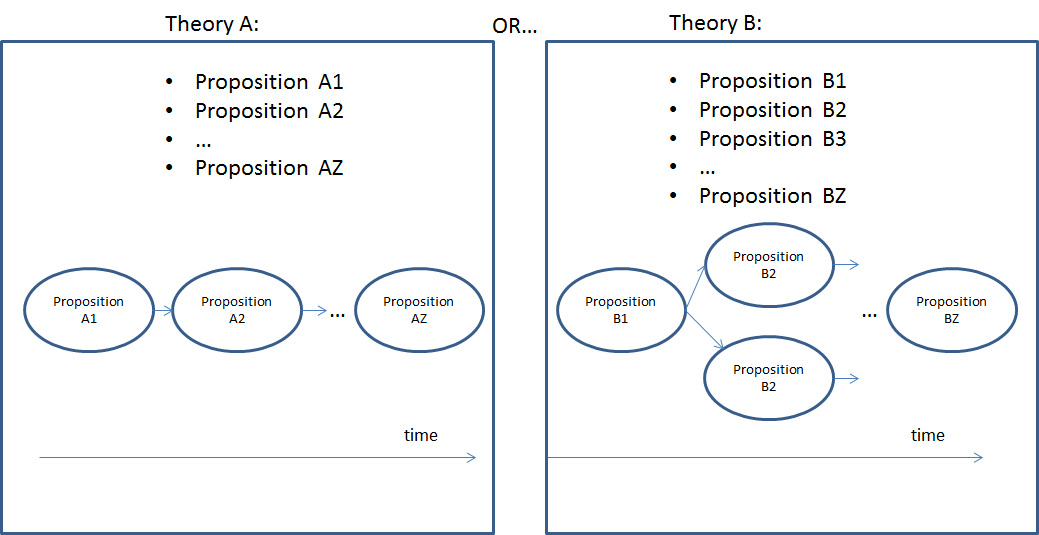 Theory A:
OR...
Theory B:
• Proposition A1
• Proposition A2
• ...
• Proposition AZ
Proposition
A1
Proposition
A2
...
Proposition
AZ
time
• Proposition B1
• Proposition B2
• Proposition B3
• ...
• Proposition BZ
Proposition
B1
Proposition
B2
Proposition
B2
...
Proposition
BZ
time